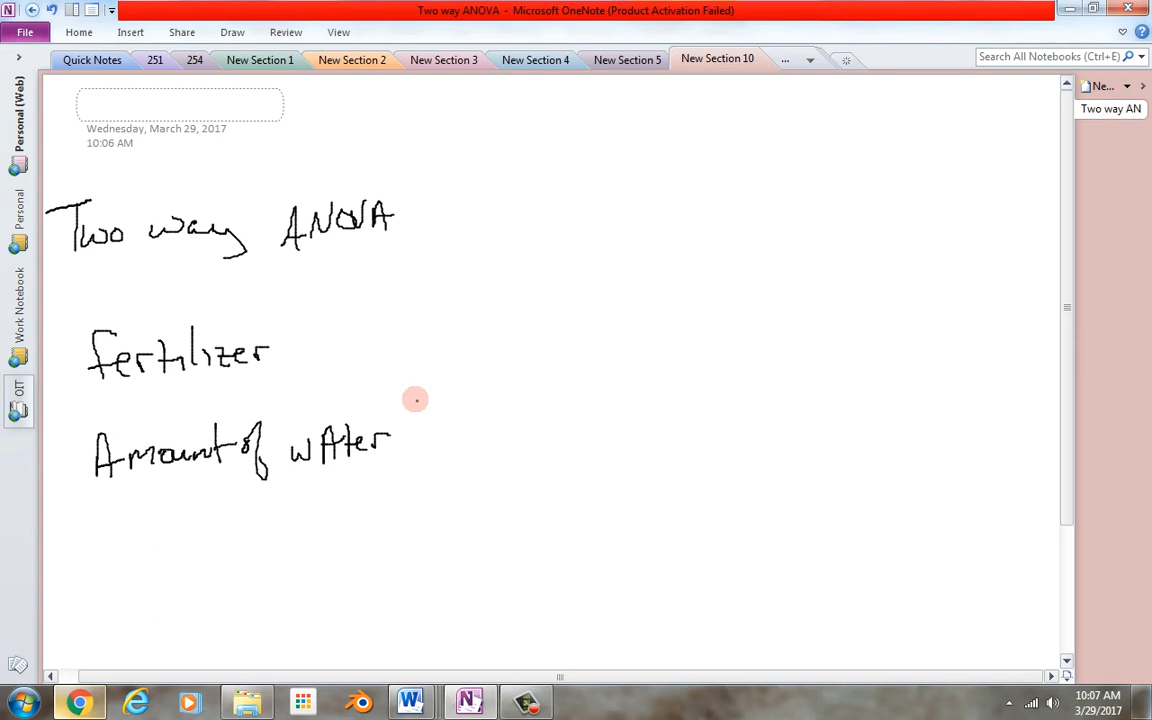 Two way ANOVA - Microsoft OneNote (Product Activation Failed)
File Home Insert Share Draw Review View
Quick Notes 251 254 New Section 1 New Section 2 New Section 3 New Section 4 New Section 5 New Section 10 ... Search All Notebooks (Ctrl+E)
Ne...
Two way AN
Personal (Web)
Personal
Work Notebook
OIT
Wednesday, March 29, 2017
10:06 AM
Two way ANOVA
fertilizer
Amount of wAter
10:07 AM
3/29/2017